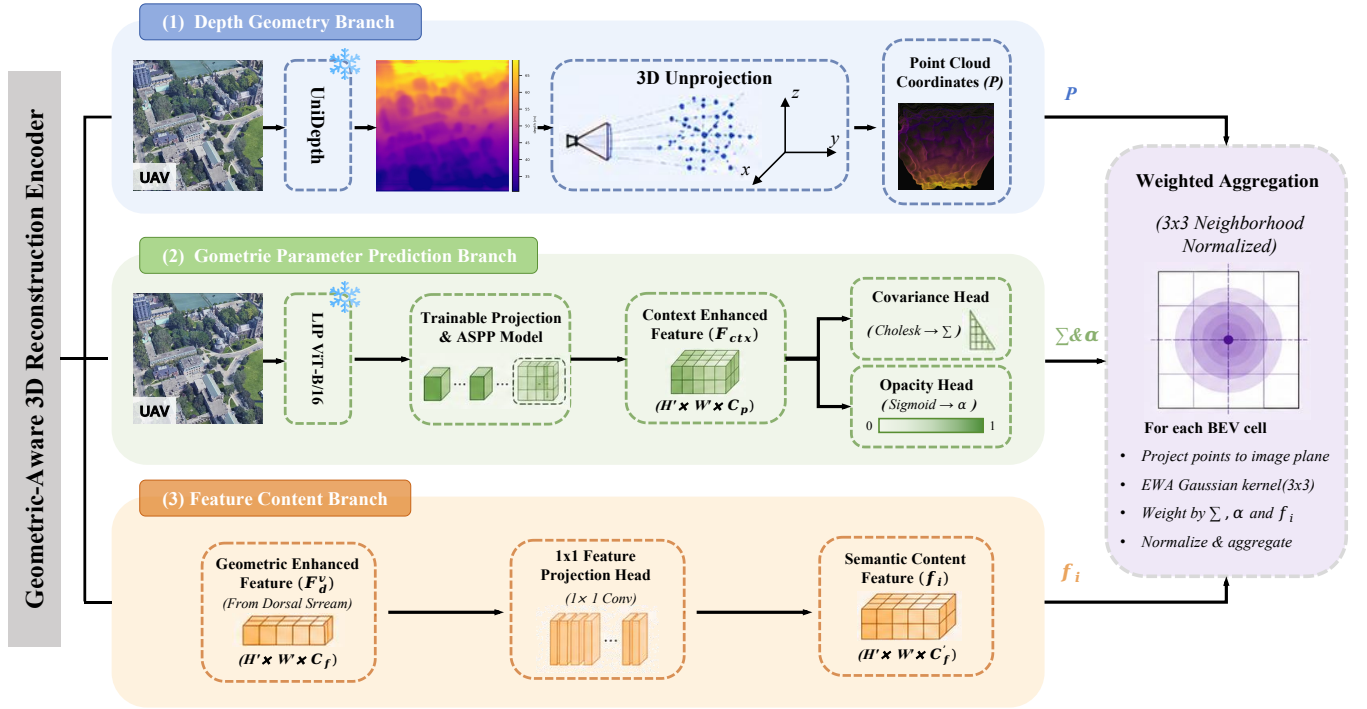 Geometric-Aware 3D Reconstruction Encoder
(1) Depth Geometry Branch
UAV
UniDepth
3D Unprojection
z
y
x
Point Cloud
Coordinates (P)
P
(2) Gometric Parameter Prediction Branch
UAV
LIP VIT-B/16
Trainable Projection
& ASPP Model
... ...
Context Enhanced
Feature (F_ctx)
(H' × W' × C_p)
Covariance Head
(Cholesk → ∑ )
Opacity Head
(Sigmoid → α )
0 1
∑&α
(3) Feature Content Branch
Geometric Enhanced
Feature (F_d^v)
(From Dorsal Srream)
(H' × W' × C_f)
1x1 Feature
Projection Head
(1× 1 Conv)
...
Semantic Content
Feature (f_i)
(H' × W' × C_f')
f_i
Weighted Aggregation
(3x3 Neighborhood
Normalized)
For each BEV cell
• Project points to image plane
• EWA Gaussian kernel(3x3)
• Weight by ∑ , α and f_i
• Normalize & aggregate